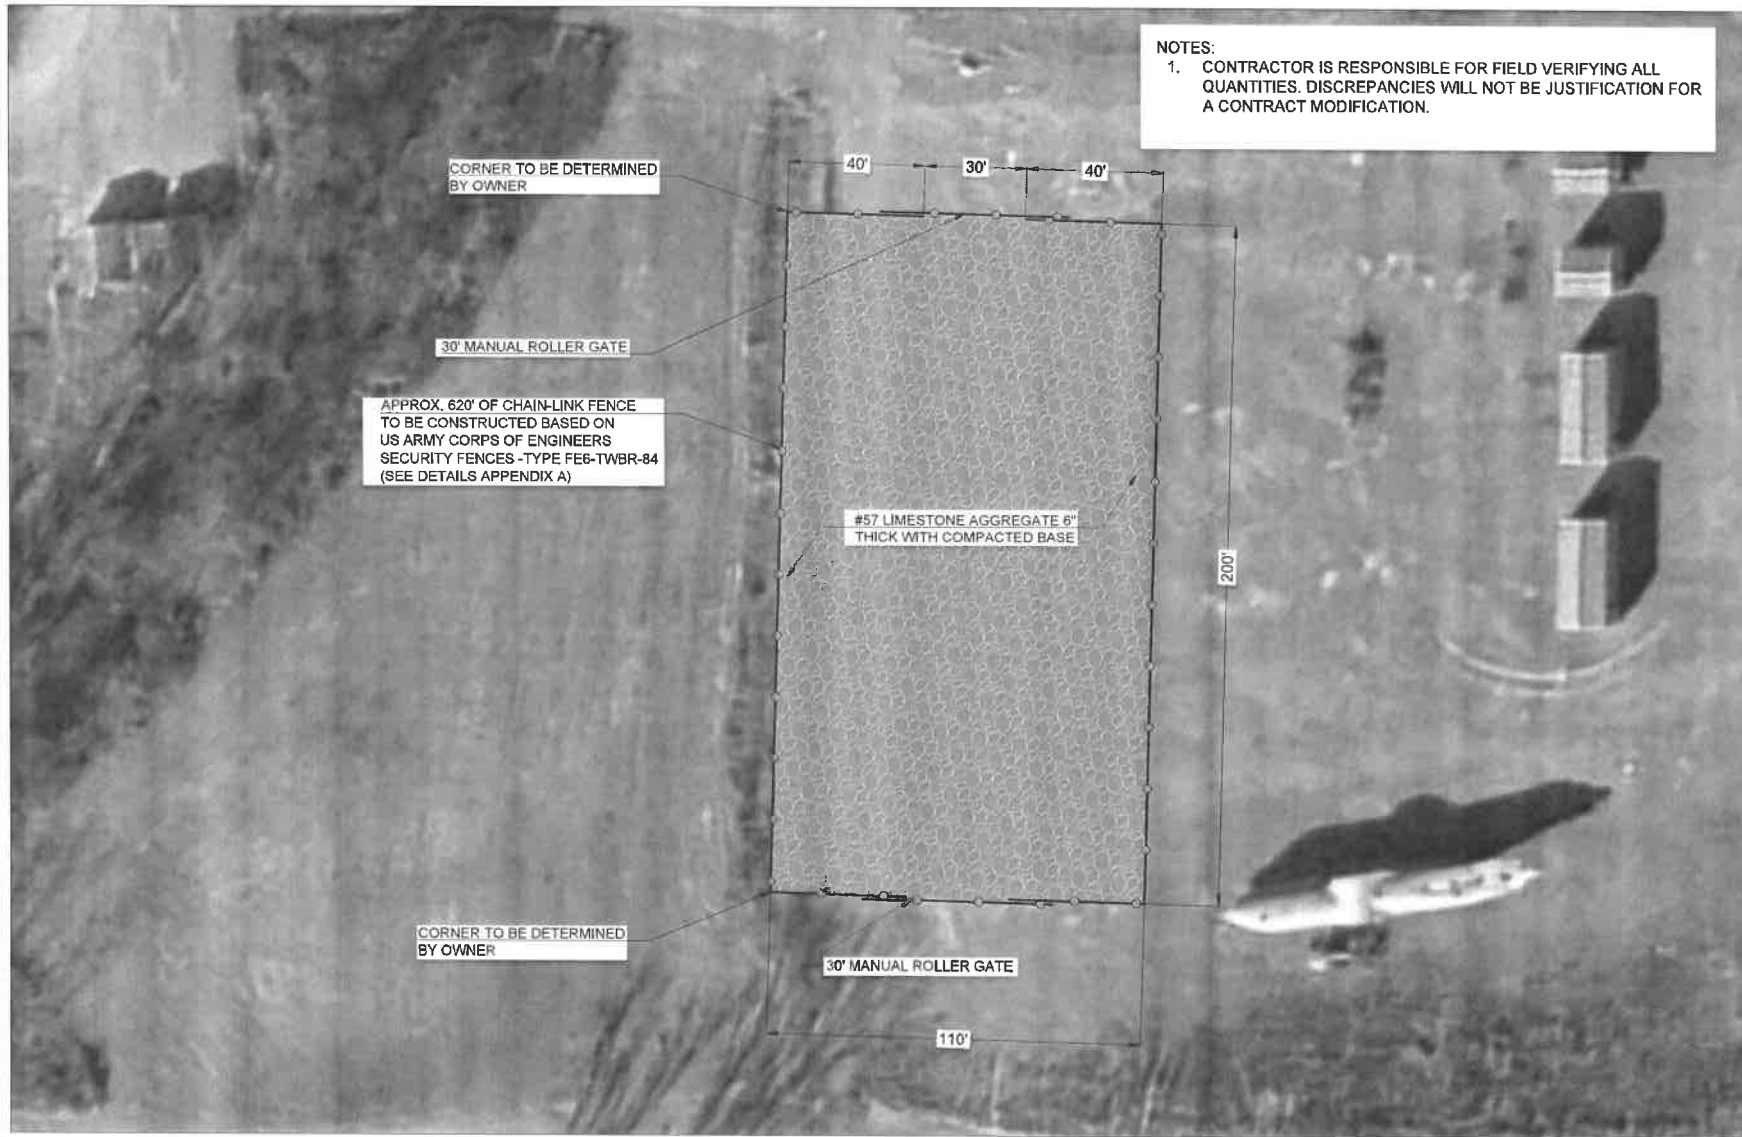 NOTES:
1. CONTRACTOR IS RESPONSIBLE FOR FIELD VERIFYING ALL
QUANTITIES. DISCREPANCIES WILL NOT BE JUSTIFICATION FOR
A CONTRACT MODIFICATION.
40'
30'
40'
CORNER TO BE DETERMINED
BY OWNER
30' MANUAL ROLLER GATE
APPROX. 620' OF CHAIN-LINK FENCE
TO BE CONSTRUCTED BASED ON
US ARMY CORPS OF ENGINEERS
SECURITY FENCES -TYPE FE6-TWBR-84
(SEE DETAILS APPENDIX A)
#57 LIMESTONE AGGREGATE 6"
THICK WITH COMPACTED BASE
200'
CORNER TO BE DETERMINED
BY OWNER
30' MANUAL ROLLER GATE
110'